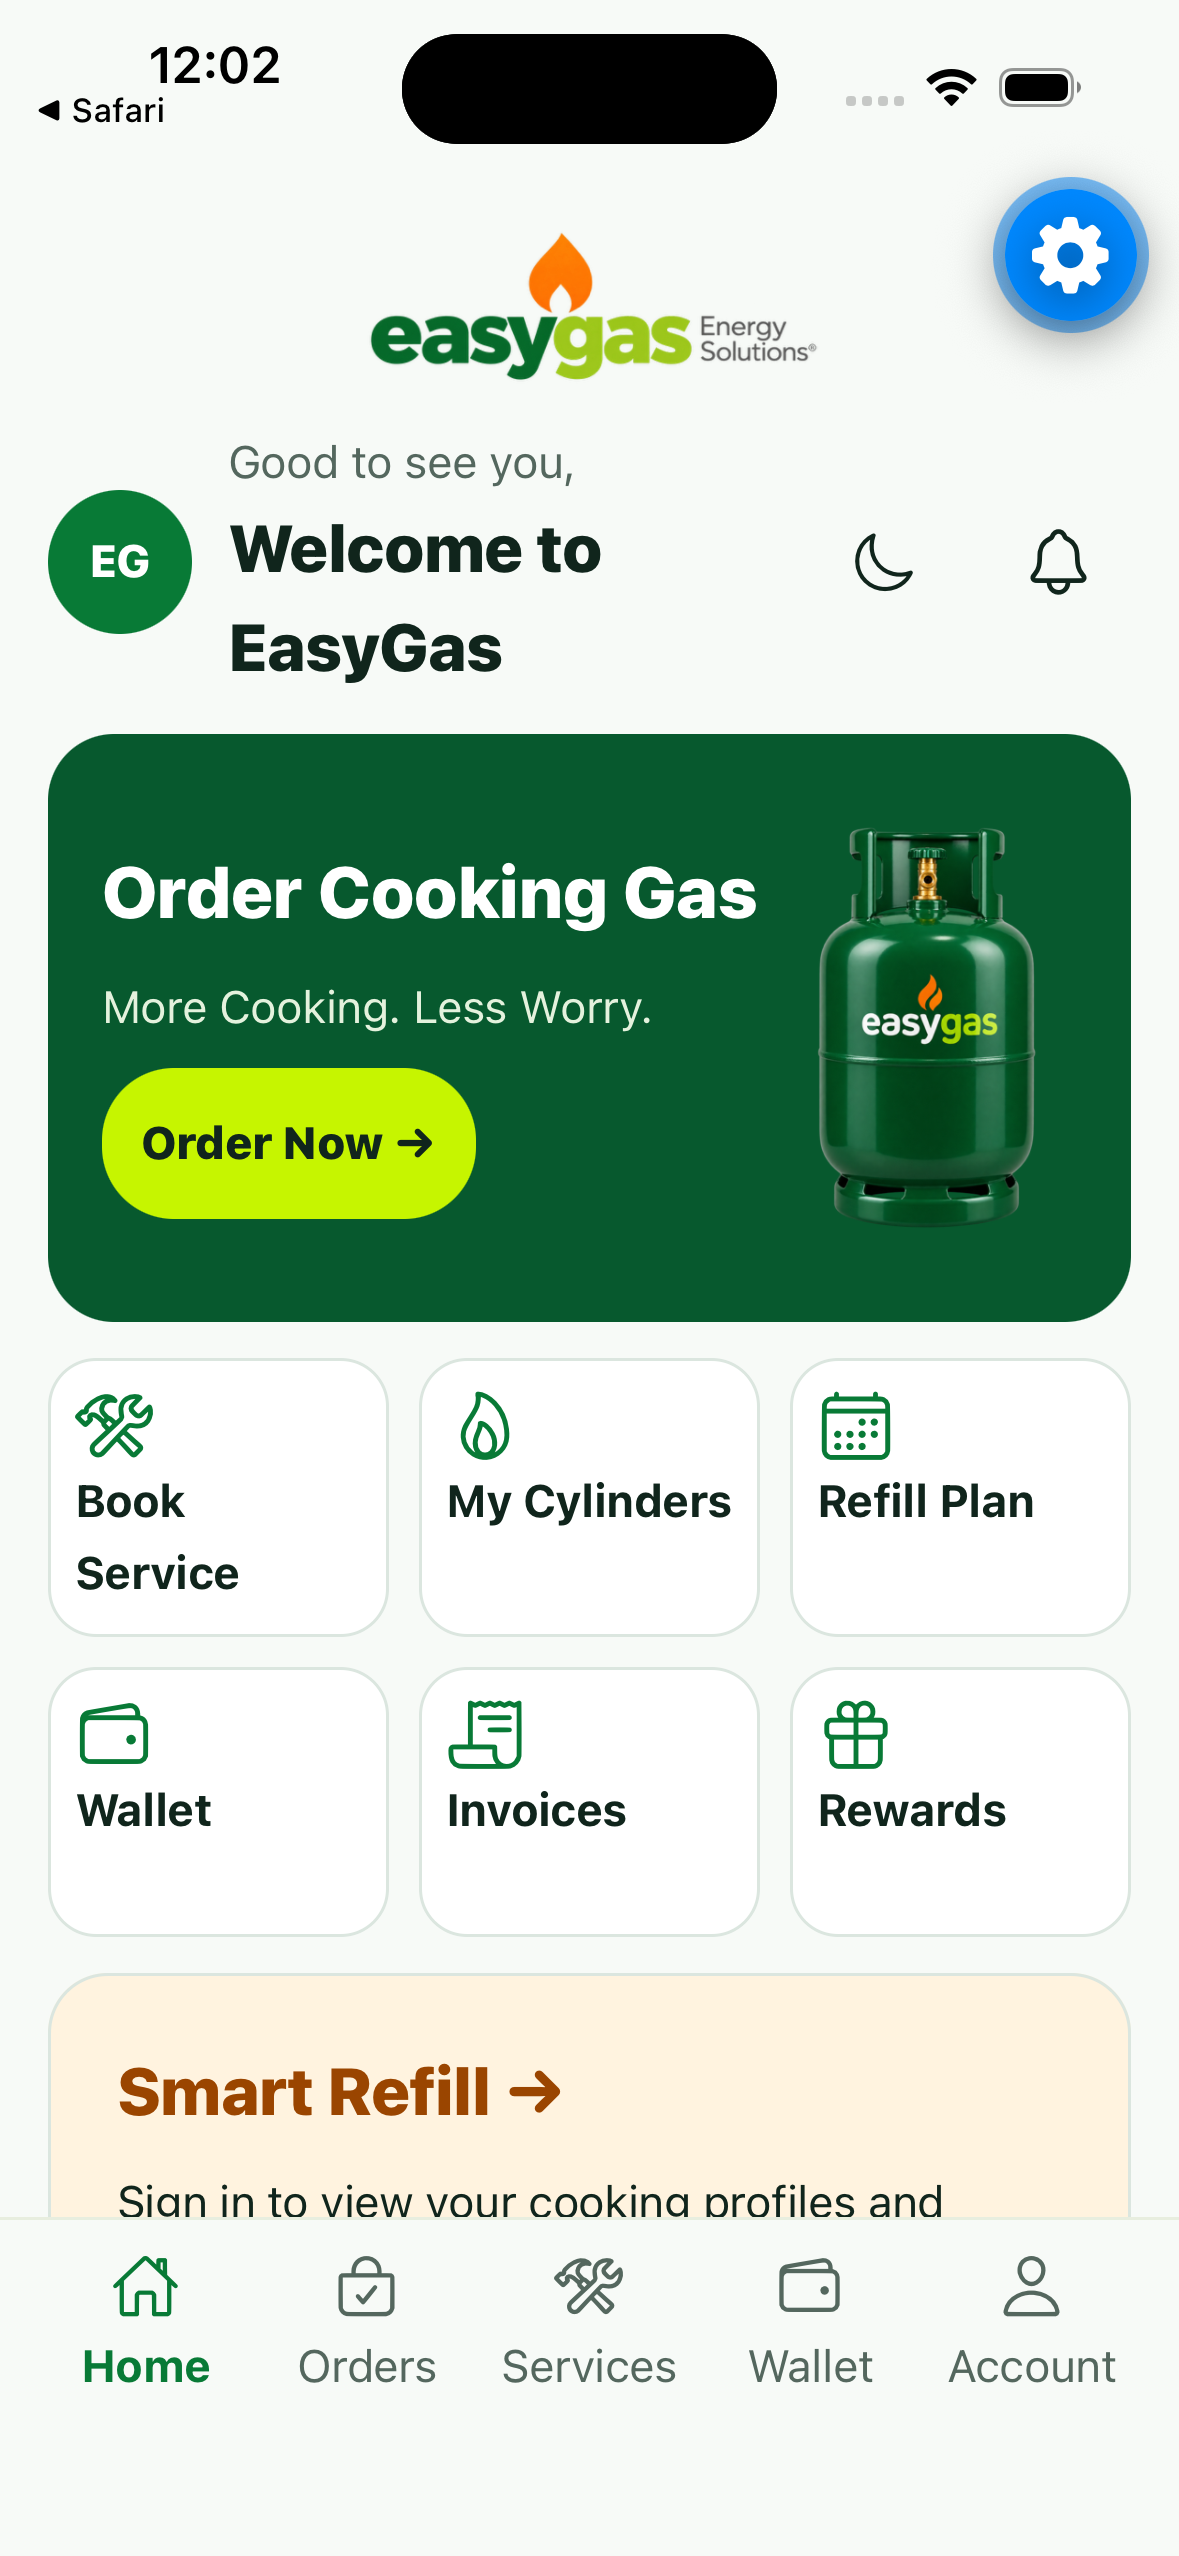 12:02
Safari
easygas Energy
Solutions®
Good to see you,
EG
Welcome to
EasyGas
Order Cooking Gas
More Cooking. Less Worry.
Order Now →
easygas
Book
Service
My Cylinders
Refill Plan
Wallet
Invoices
Rewards
Smart Refill →
Sign in to view your cooking profiles and
Home
Orders
Services
Wallet
Account